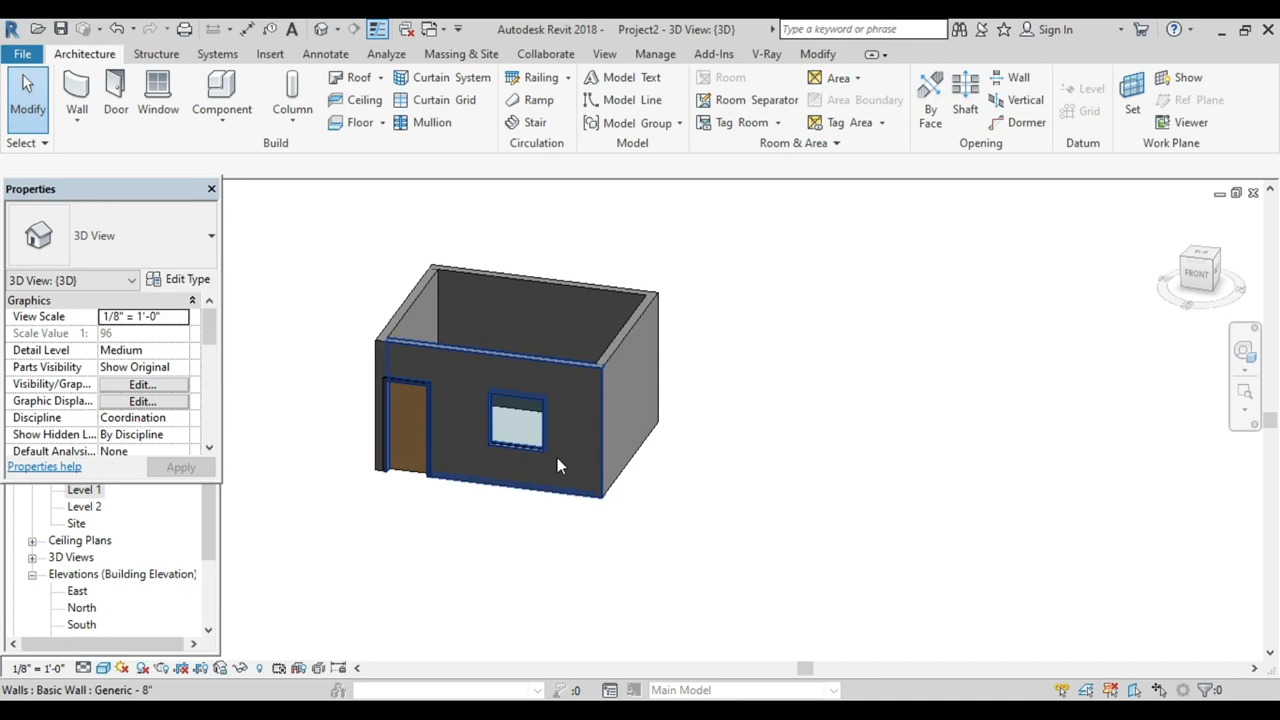 Autodesk Revit 2018 - Project2 - 3D View: {3D}
Type a keyword or phrase
Sign In
File Architecture Structure Systems Insert Annotate Analyze Massing & Site Collaborate View Manage Add-Ins V-Ray Modify
Modify
Wall
Door
Window
Component
Column
Roof
Ceiling
Floor
Curtain System
Curtain Grid
Mullion
Railing
Ramp
Stair
Model Text
Model Line
Model Group
Room
Room Separator
Tag Room
Area
Area Boundary
Tag Area
By
Face
Shaft
Wall
Vertical
Dormer
Level
Grid
Set
Show
Ref Plane
Viewer
Select
Build
Circulation
Model
Room & Area
Opening
Datum
Work Plane
Properties
3D View
3D View: {3D}
Edit Type
Graphics
View Scale 1/8" = 1'-0"
Scale Value 1: 96
Detail Level Medium
Parts Visibility Show Original
Visibility/Grap... Edit...
Graphic Displa... Edit...
Discipline Coordination
Show Hidden L... By Discipline
Default Analysi... None
Properties help
Apply
Level 1
Level 2
Site
Ceiling Plans
3D Views
Elevations (Building Elevation)
East
North
South
FRONT
1/8" = 1'-0"
Walls : Basic Wall : Generic - 8"
:0
Main Model
:0